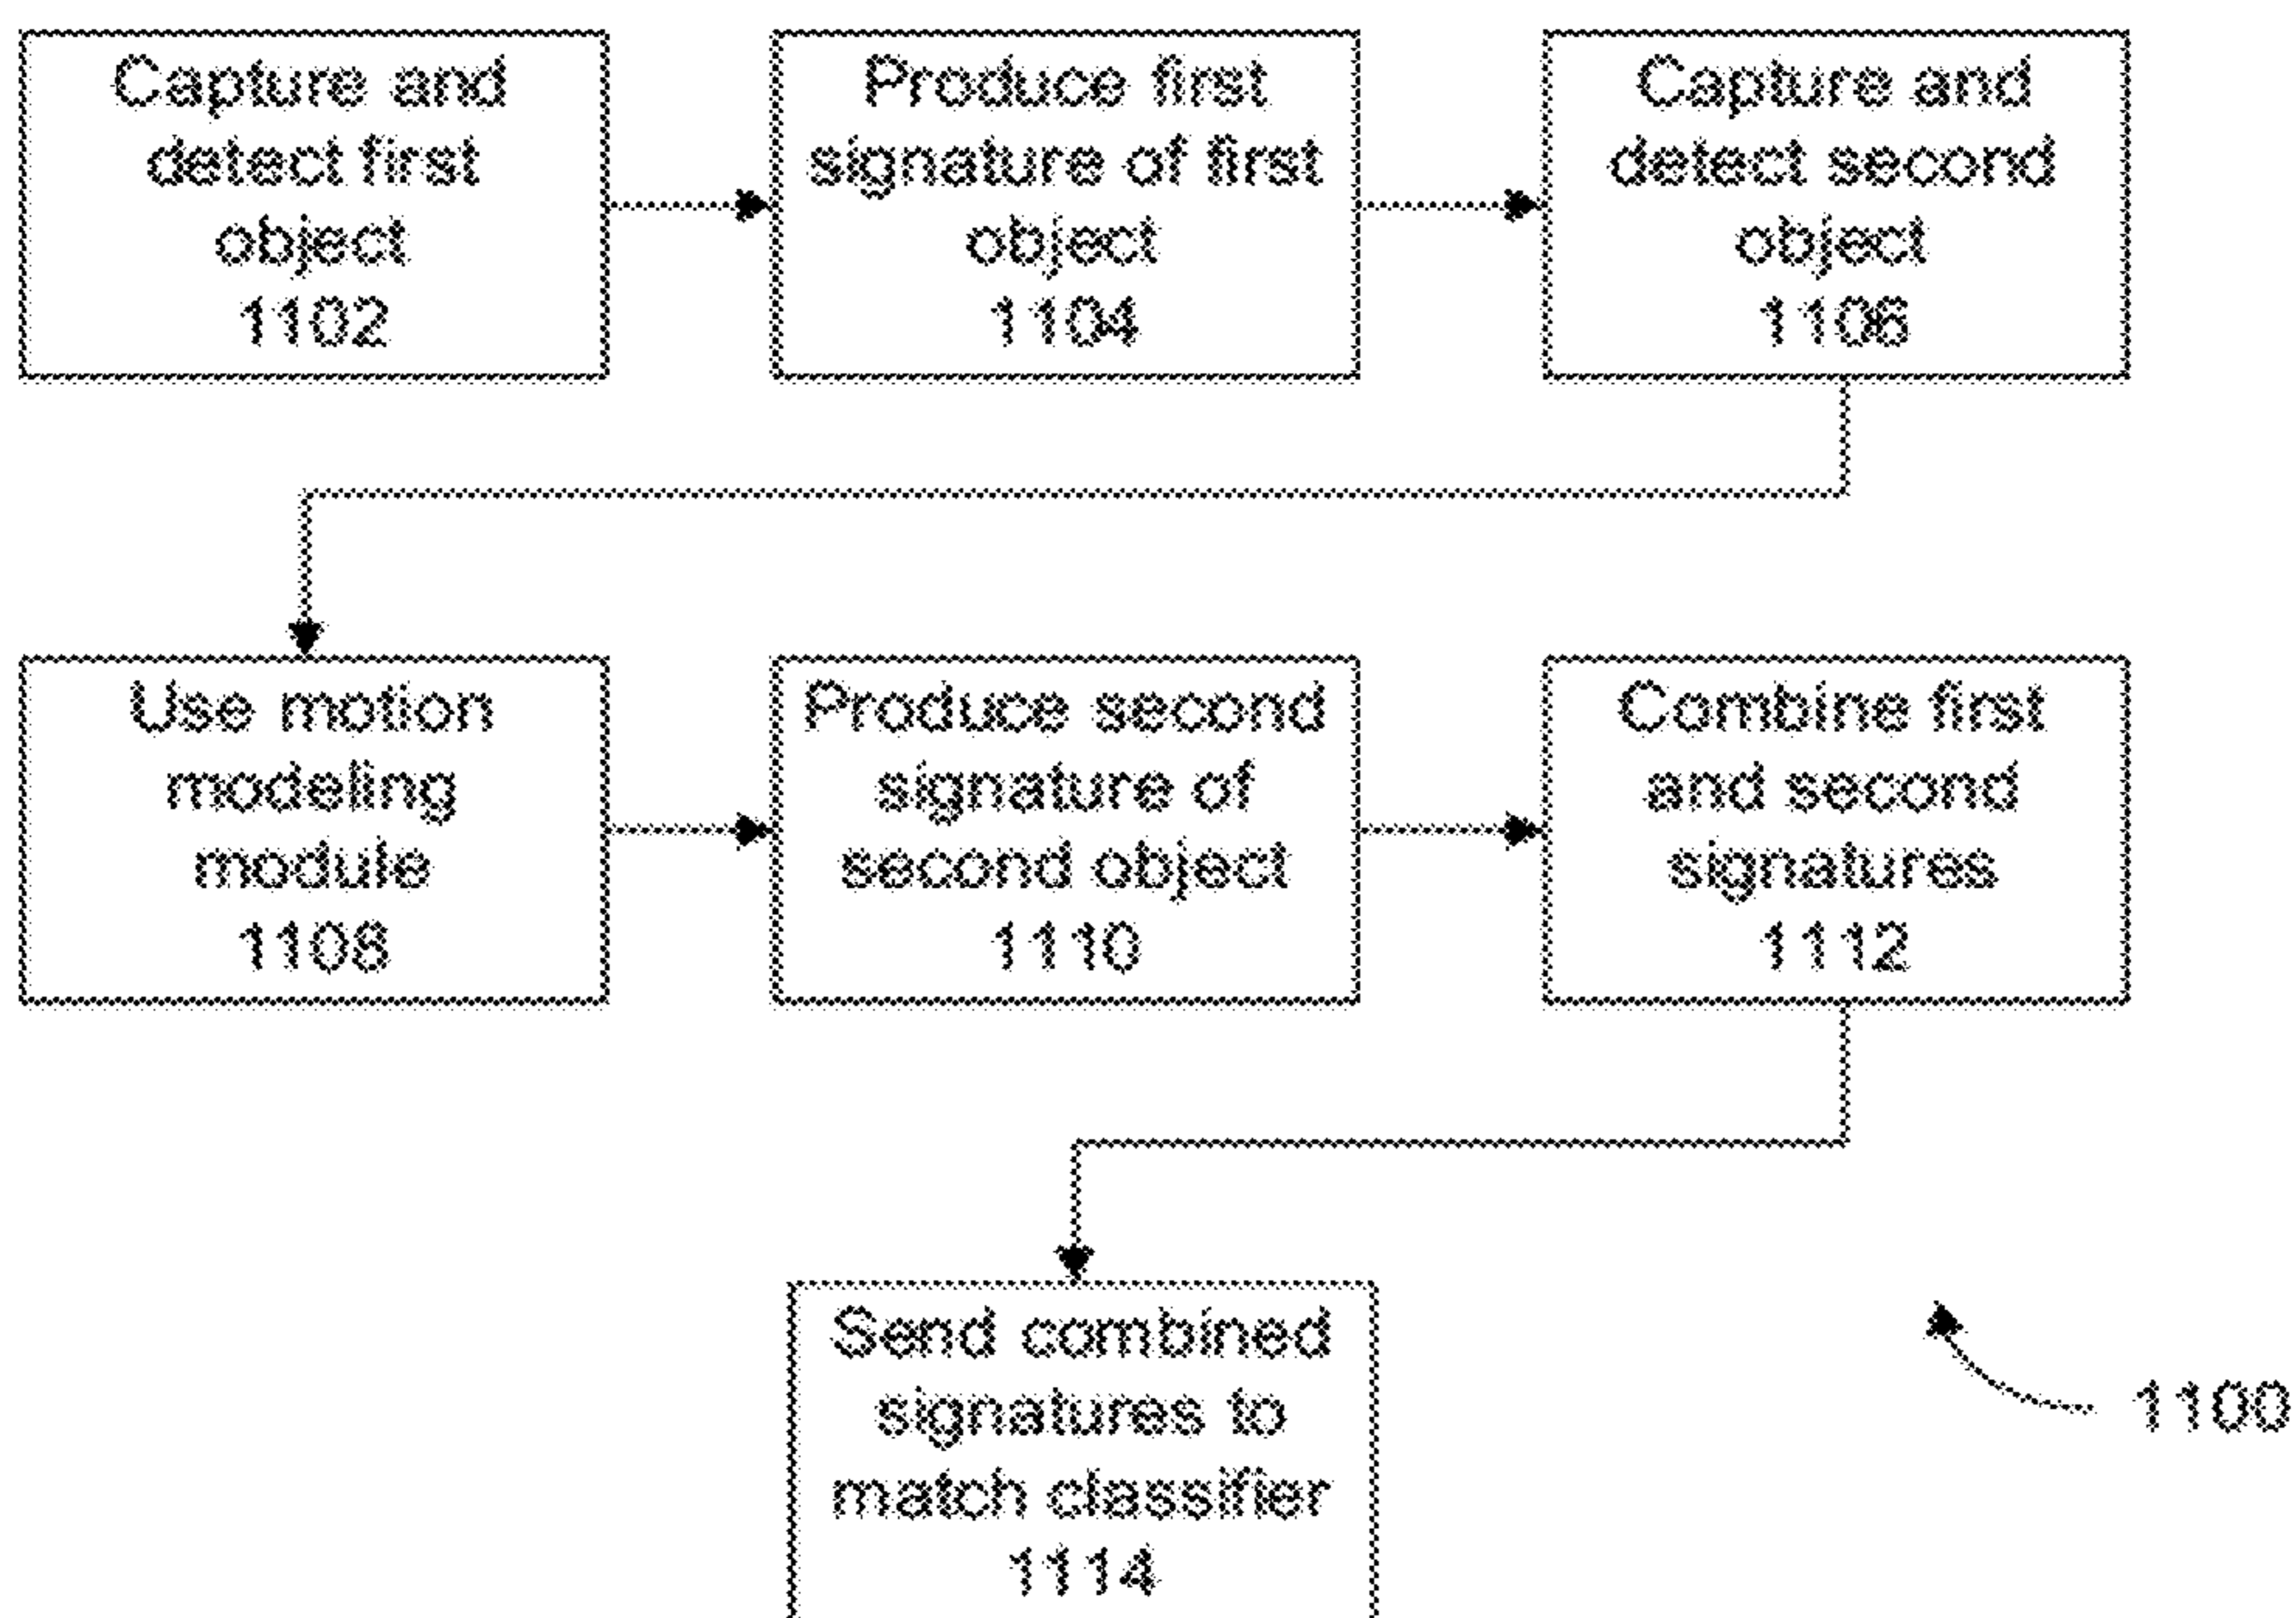 Capture and
detect first
object
1102
Produce first
signature of first
object
1104
Capture and
detect second
object
1106
Use motion
modeling
module
1108
Produce second
signature of
second object
1110
Combine first
and second
signatures
1112
Send combined
signatures to
match classifier
1114
1100